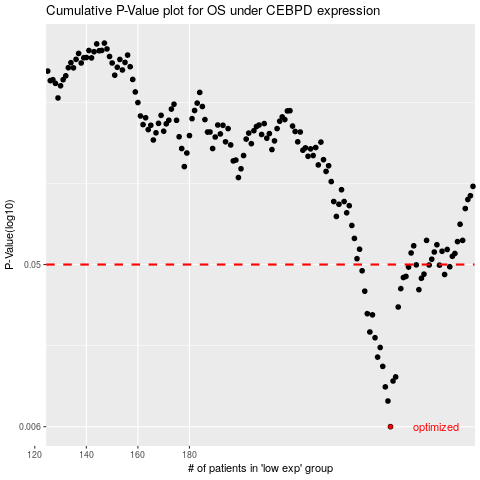 Cumulative P-Value plot for OS under CEBPD expression
P-Value(log10)
0.05
0.006
optimized
120 140 160 180
# of patients in 'low exp' group